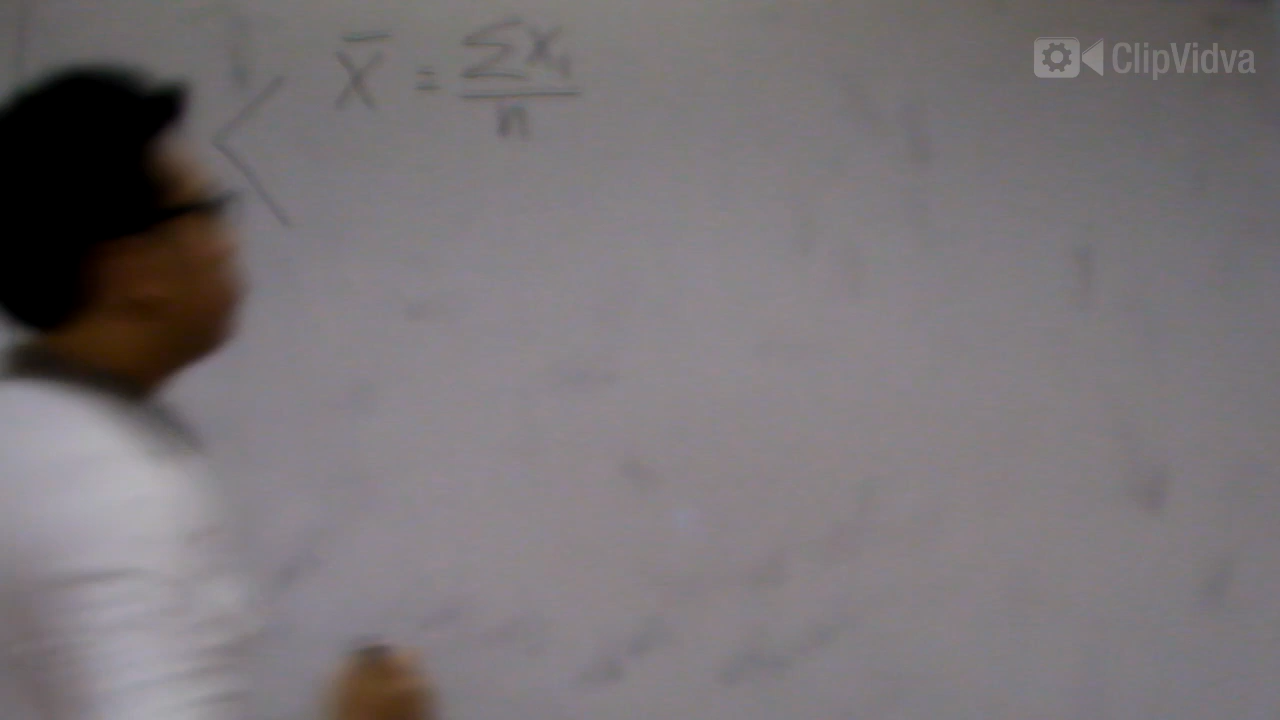 ClipVidva
X̄ = ΣXᵢ
n